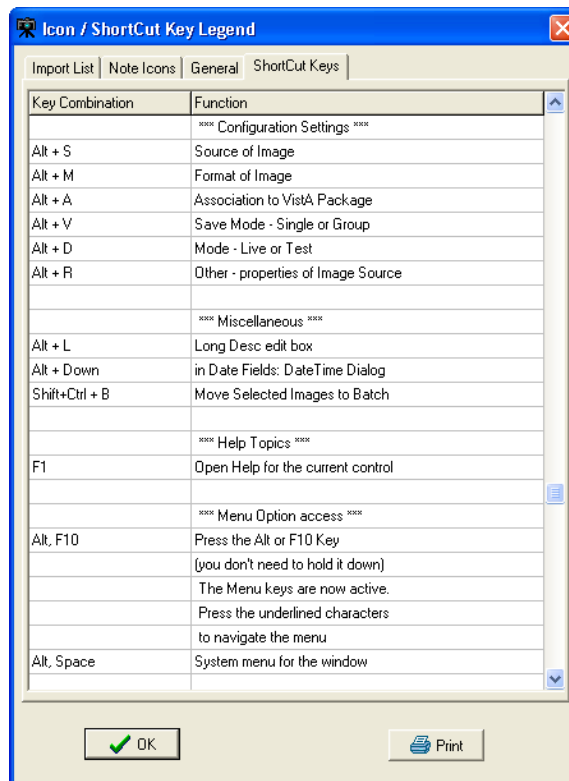 Icon / ShortCut Key Legend
Import List Note Icons General ShortCut Keys
Key Combination Function
*** Configuration Settings ***
Alt + S Source of Image
Alt + M Format of Image
Alt + A Association to VistA Package
Alt + V Save Mode - Single or Group
Alt + D Mode - Live or Test
Alt + R Other - properties of Image Source
*** Miscellaneous ***
Alt + L Long Desc edit box
Alt + Down in Date Fields: DateTime Dialog
Shift+Ctrl + B Move Selected Images to Batch
*** Help Topics ***
F1 Open Help for the current control
*** Menu Option access ***
Alt, F10 Press the Alt or F10 Key
(you don't need to hold it down)
The Menu keys are now active.
Press the underlined characters
to navigate the menu
Alt, Space System menu for the window
OK Print